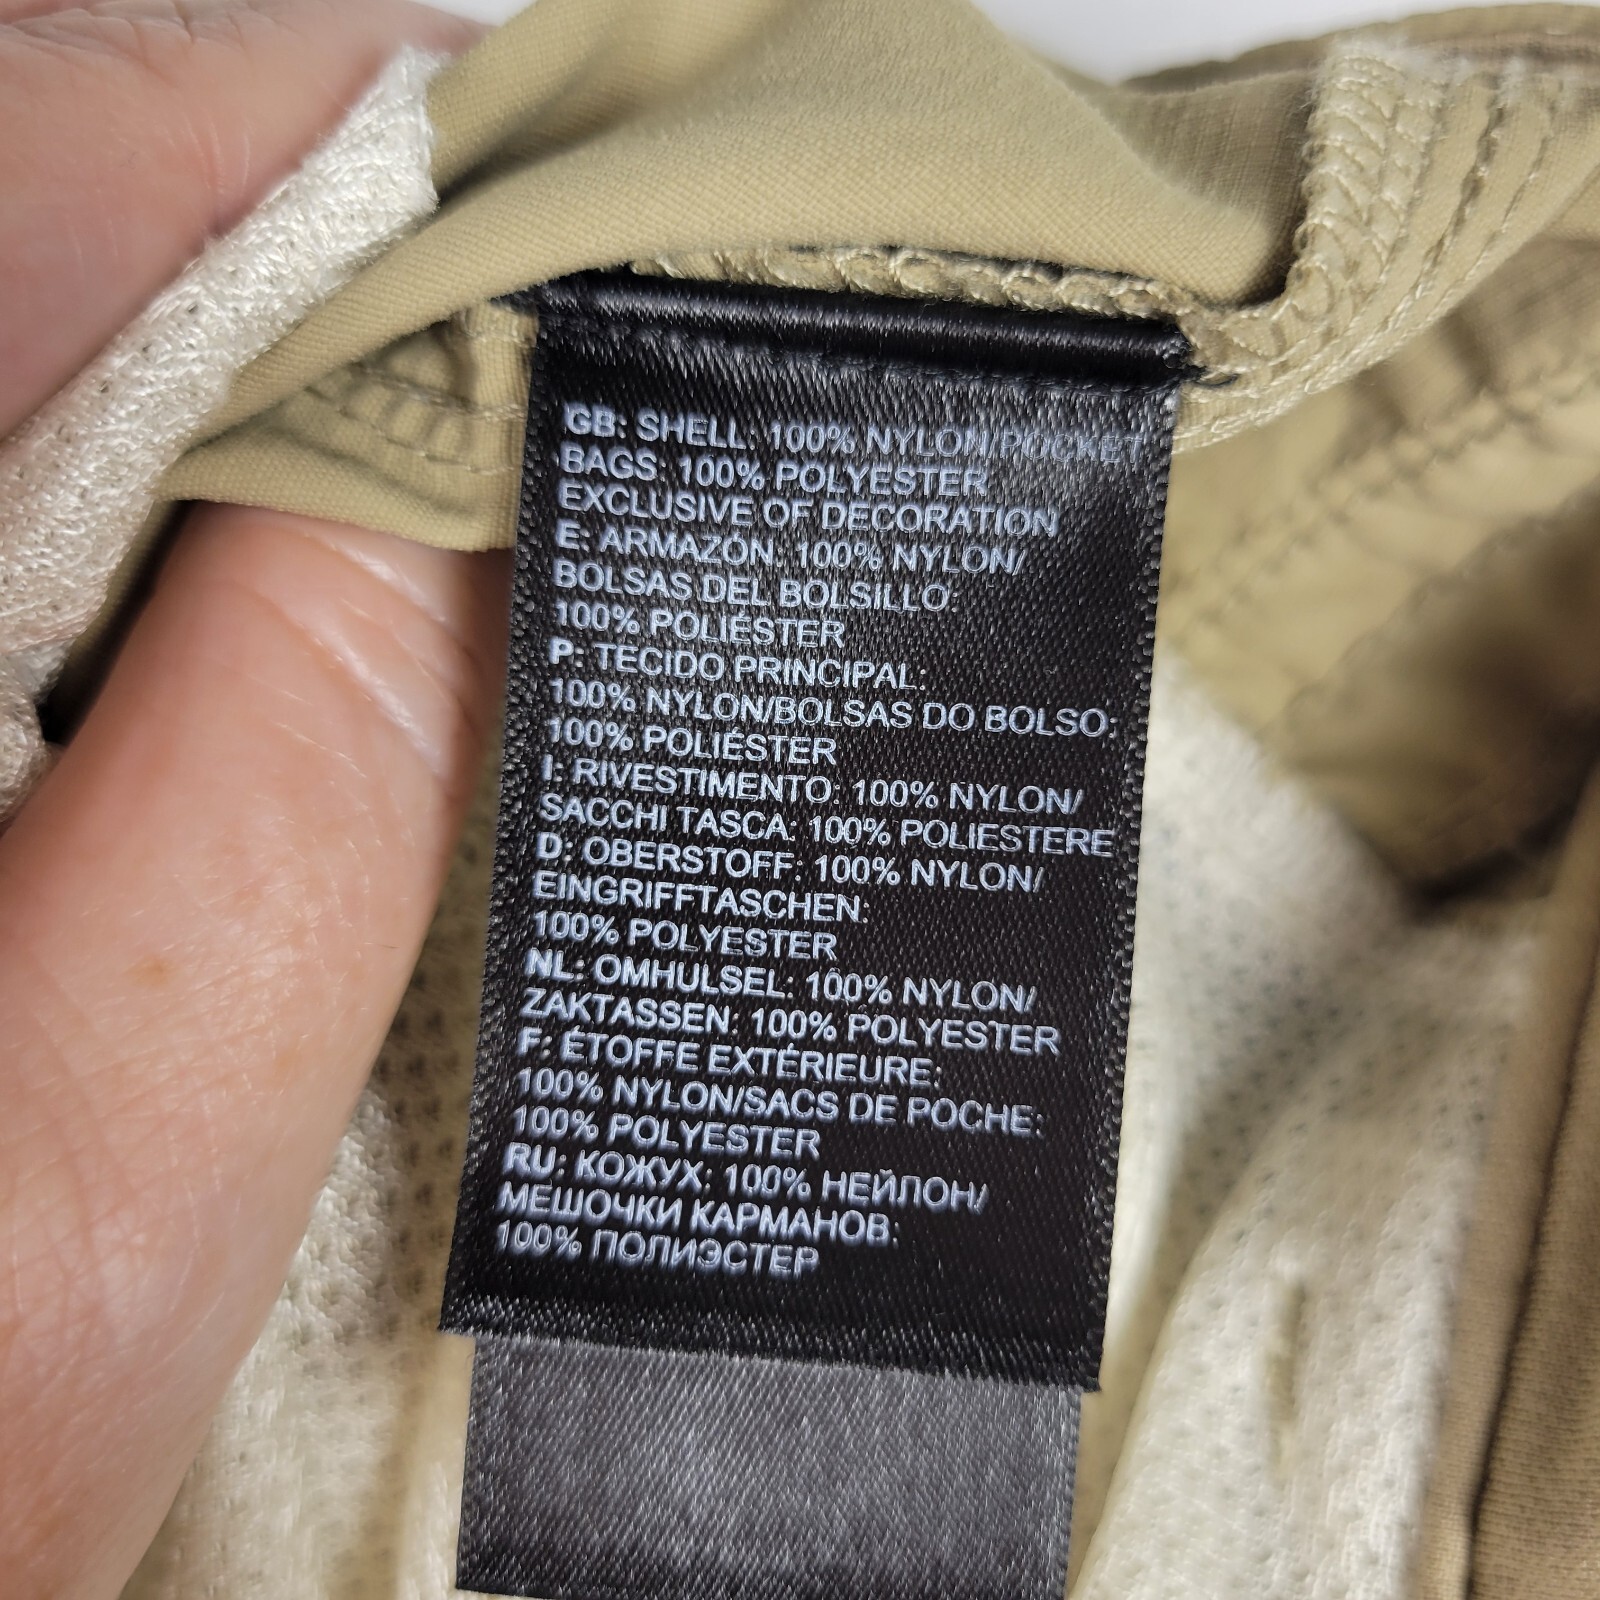 GB: SHELL: 100% NYLON/POCKET
BAGS: 100% POLYESTER
EXCLUSIVE OF DECORATION
E: ARMAZÓN: 100% NYLON/
BOLSAS DEL BOLSILLO:
100% POLIÉSTER
P: TECIDO PRINCIPAL:
100% NYLON/BOLSAS DO BOLSO:
100% POLIÉSTER
I: RIVESTIMENTO: 100% NYLON/
SACCHI TASCA: 100% POLIESTERE
D: OBERSTOFF: 100% NYLON/
EINGRIFFTASCHEN:
100% POLYESTER
NL: OMHULSEL: 100% NYLON/
ZAKTASSEN: 100% POLYESTER
F: ÉTOFFE EXTÉRIEURE:
100% NYLON/SACS DE POCHE:
100% POLYESTER
RU: КОЖУХ: 100% НЕЙЛОН/
МЕШОЧКИ КАРМАНОВ:
100% ПОЛИЭСТЕР